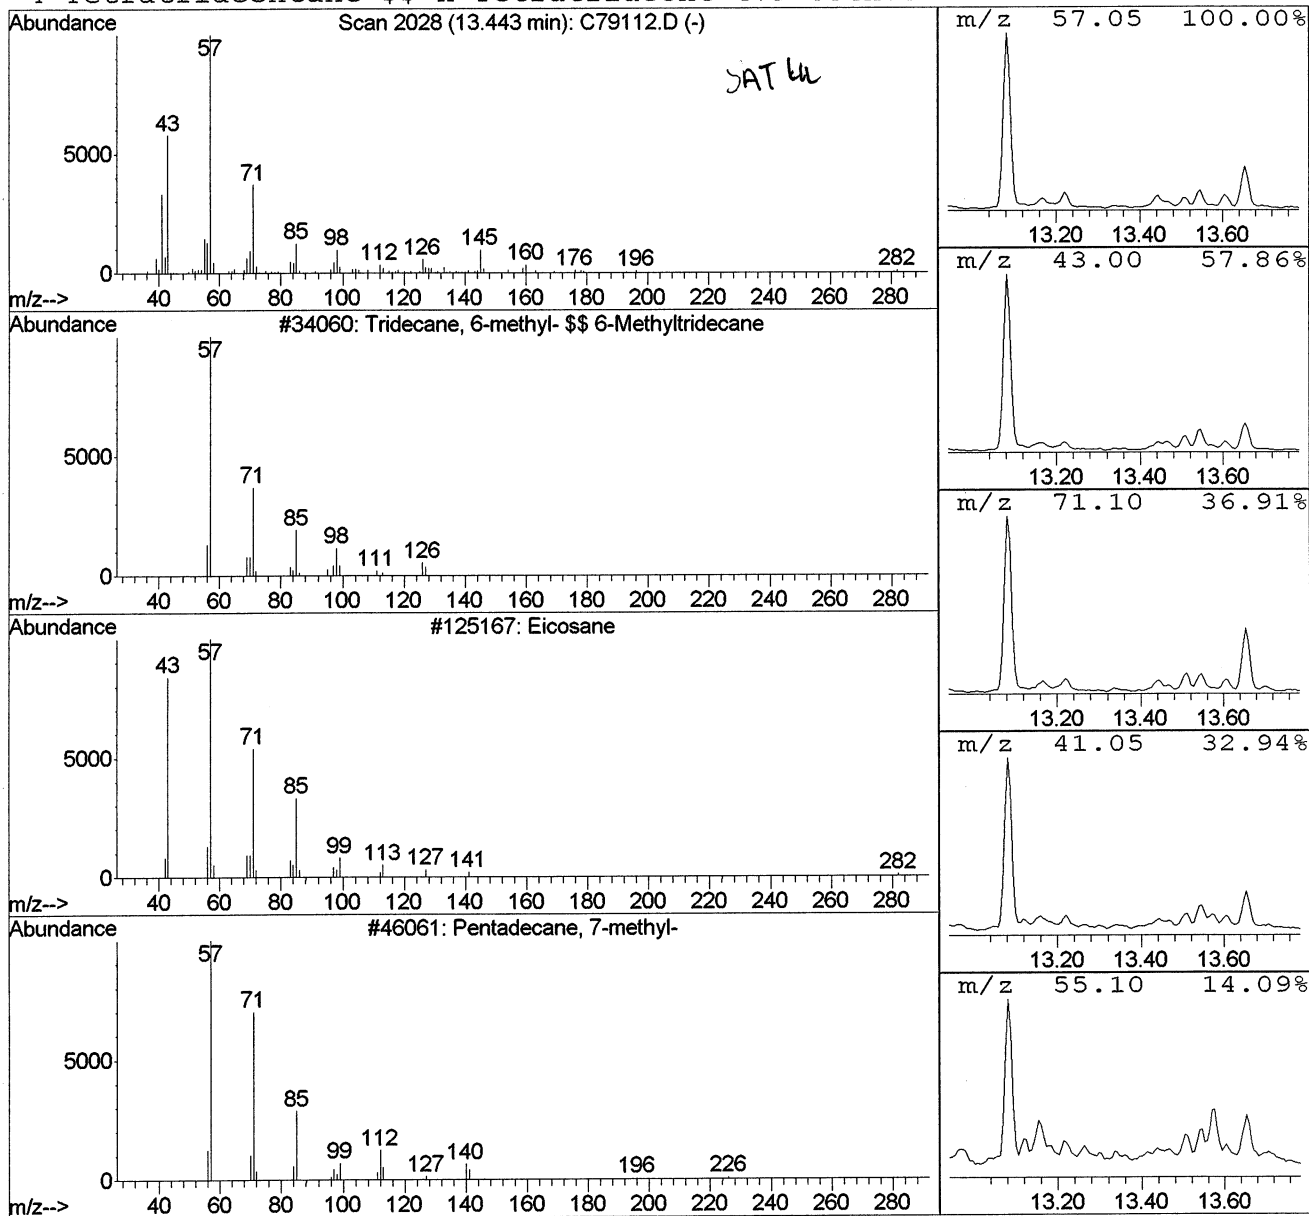 Abundance
Scan 2028 (13.443 min): C79112.D (-)
57
43
5000
71
85
98
112
126
145
160
176
196
282
0
m/z-->
40 60 80 100 120 140 160 180 200 220 240 260 280
Abundance
#34060: Tridecane, 6-methyl- $$ 6-Methyltridecane
57
5000
71
85
98
111
126
0
m/z-->
40 60 80 100 120 140 160 180 200 220 240 260 280
Abundance
#125167: Eicosane
43
57
71
5000
85
99
113
127
141
282
0
m/z-->
40 60 80 100 120 140 160 180 200 220 240 260 280
Abundance
#46061: Pentadecane, 7-methyl-
57
71
5000
85
99
112
127
140
196
226
0
m/z-->
40 60 80 100 120 140 160 180 200 220 240 260 280
m/z 57.05 100.00%
13.20 13.40 13.60
m/z 43.00 57.86%
13.20 13.40 13.60
m/z 71.10 36.91%
13.20 13.40 13.60
m/z 41.05 32.94%
13.20 13.40 13.60
m/z 55.10 14.09%
13.20 13.40 13.60